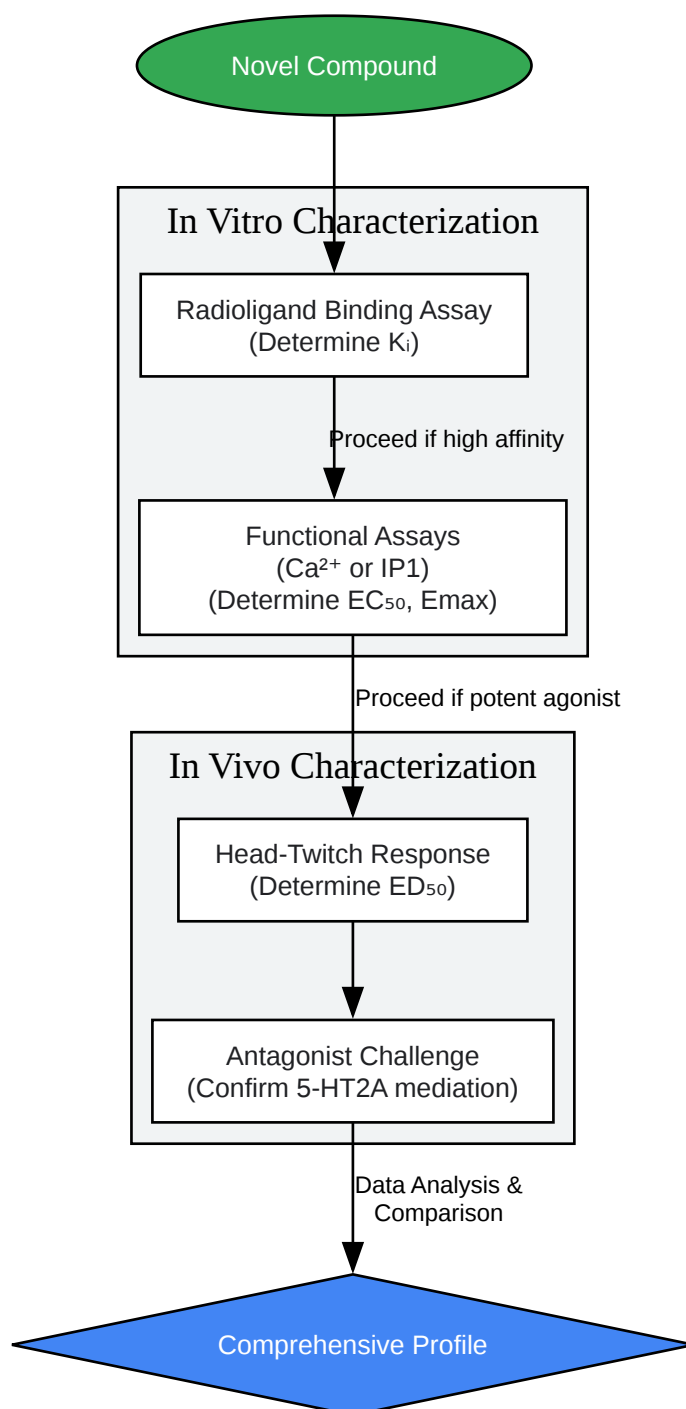 Novel Compound
In Vitro Characterization
Radioligand Binding Assay
(Determine Kᵢ)
Proceed if high affinity
Functional Assays
(Ca²⁺ or IP1)
(Determine EC₅₀, Emax)
Proceed if potent agonist
In Vivo Characterization
Head-Twitch Response
(Determine ED₅₀)
Antagonist Challenge
(Confirm 5-HT2A mediation)
Data Analysis &
Comparison
Comprehensive Profile